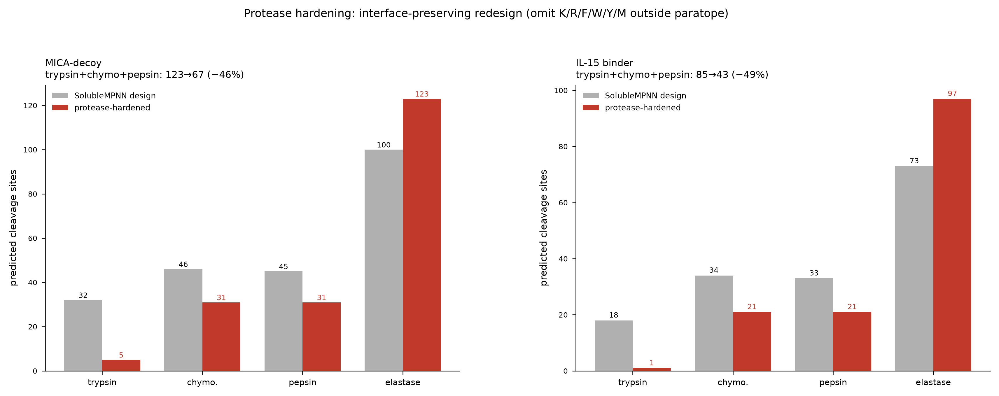 Protease hardening: interface-preserving redesign (omit K/R/F/W/Y/M outside paratope)
MICA-decoy
trypsin+chymo+pepsin: 123→67 (−46%)
SolubleMPNN design
protease-hardened
predicted cleavage sites
120
100
80
60
40
20
0
32
5
46
31
45
31
100
123
trypsin
chymo.
pepsin
elastase
IL-15 binder
trypsin+chymo+pepsin: 85→43 (−49%)
SolubleMPNN design
protease-hardened
predicted cleavage sites
100
80
60
40
20
0
18
1
34
21
33
21
73
97
trypsin
chymo.
pepsin
elastase